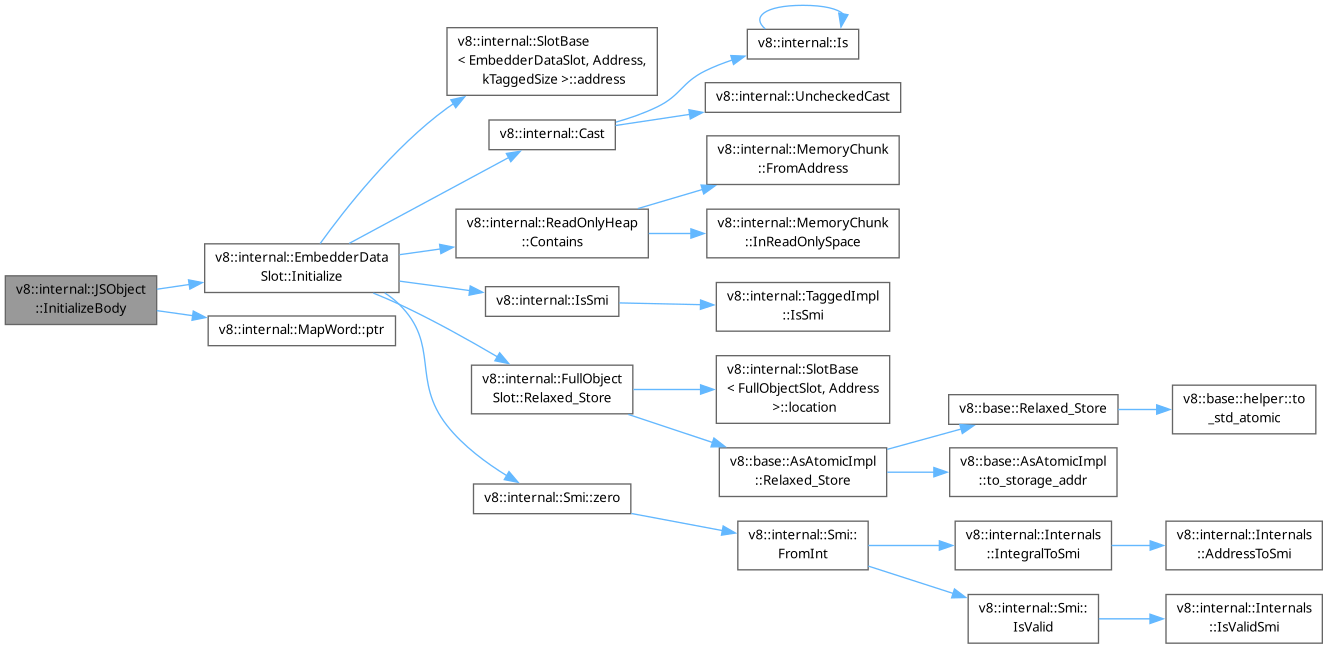 v8::internal::JSObject
::InitializeBody
v8::internal::EmbedderData
Slot::Initialize
v8::internal::MapWord::ptr
v8::internal::SlotBase
< EmbedderDataSlot, Address,
kTaggedSize >::address
v8::internal::Cast
v8::internal::ReadOnlyHeap
::Contains
v8::internal::IsSmi
v8::internal::FullObject
Slot::Relaxed_Store
v8::internal::Smi::zero
v8::internal::Is
v8::internal::UncheckedCast
v8::internal::MemoryChunk
::FromAddress
v8::internal::MemoryChunk
::InReadOnlySpace
v8::internal::TaggedImpl
::IsSmi
v8::internal::SlotBase
< FullObjectSlot, Address
>::location
v8::base::AsAtomicImpl
::Relaxed_Store
v8::internal::Smi::
FromInt
v8::base::Relaxed_Store
v8::base::AsAtomicImpl
::to_storage_addr
v8::internal::Internals
::IntegralToSmi
v8::internal::Smi::
IsValid
v8::base::helper::to
_std_atomic
v8::internal::Internals
::AddressToSmi
v8::internal::Internals
::IsValidSmi